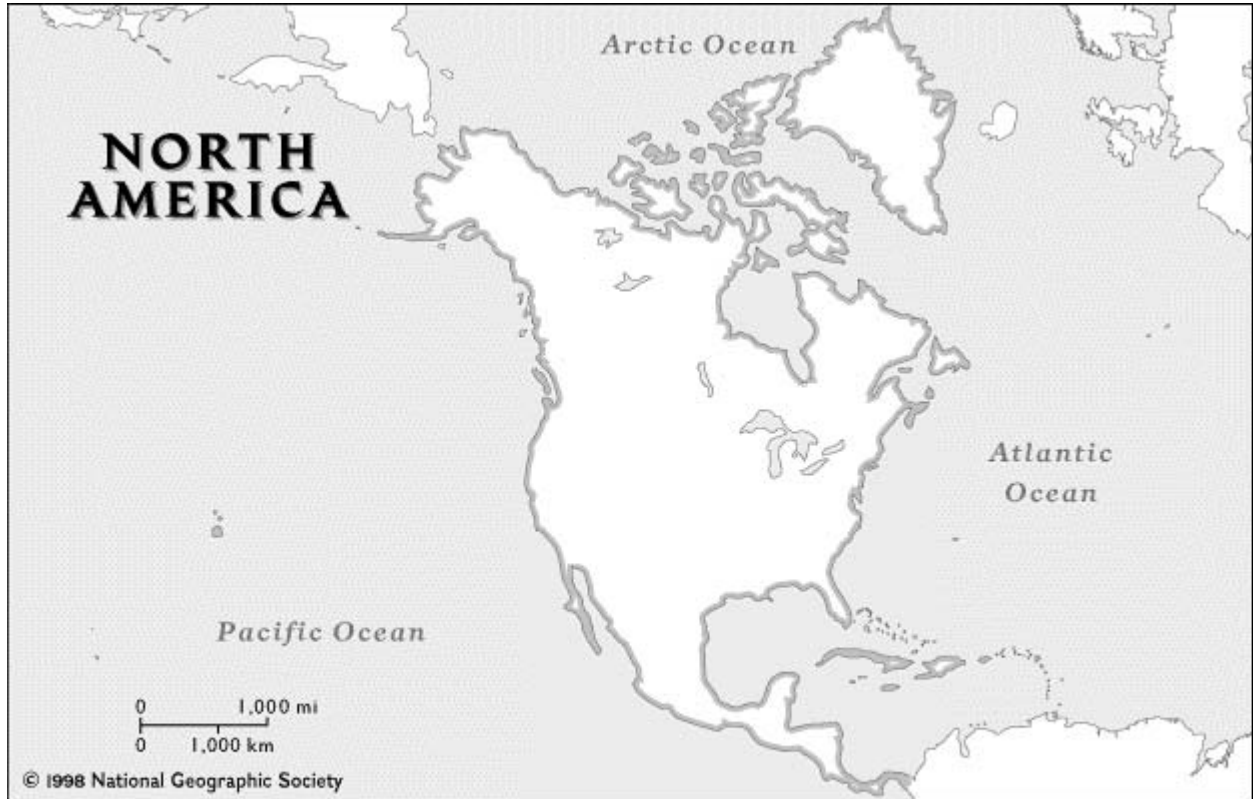 Arctic Ocean
NORTH
AMERICA
Atlantic
Ocean
Pacific Ocean
0 1,000 mi
0 1,000 km
© 1998 National Geographic Society